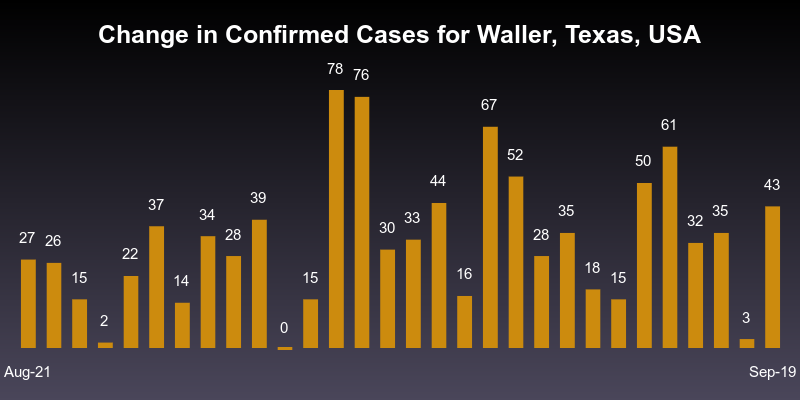 Change in Confirmed Cases for Waller, Texas, USA
27 26 15 2 22 37 14 34 28 39 0 15 78 76 30 33 44 16 67 52 28 35 18 15 50 61 32 35 3 43
Aug-21 Sep-19